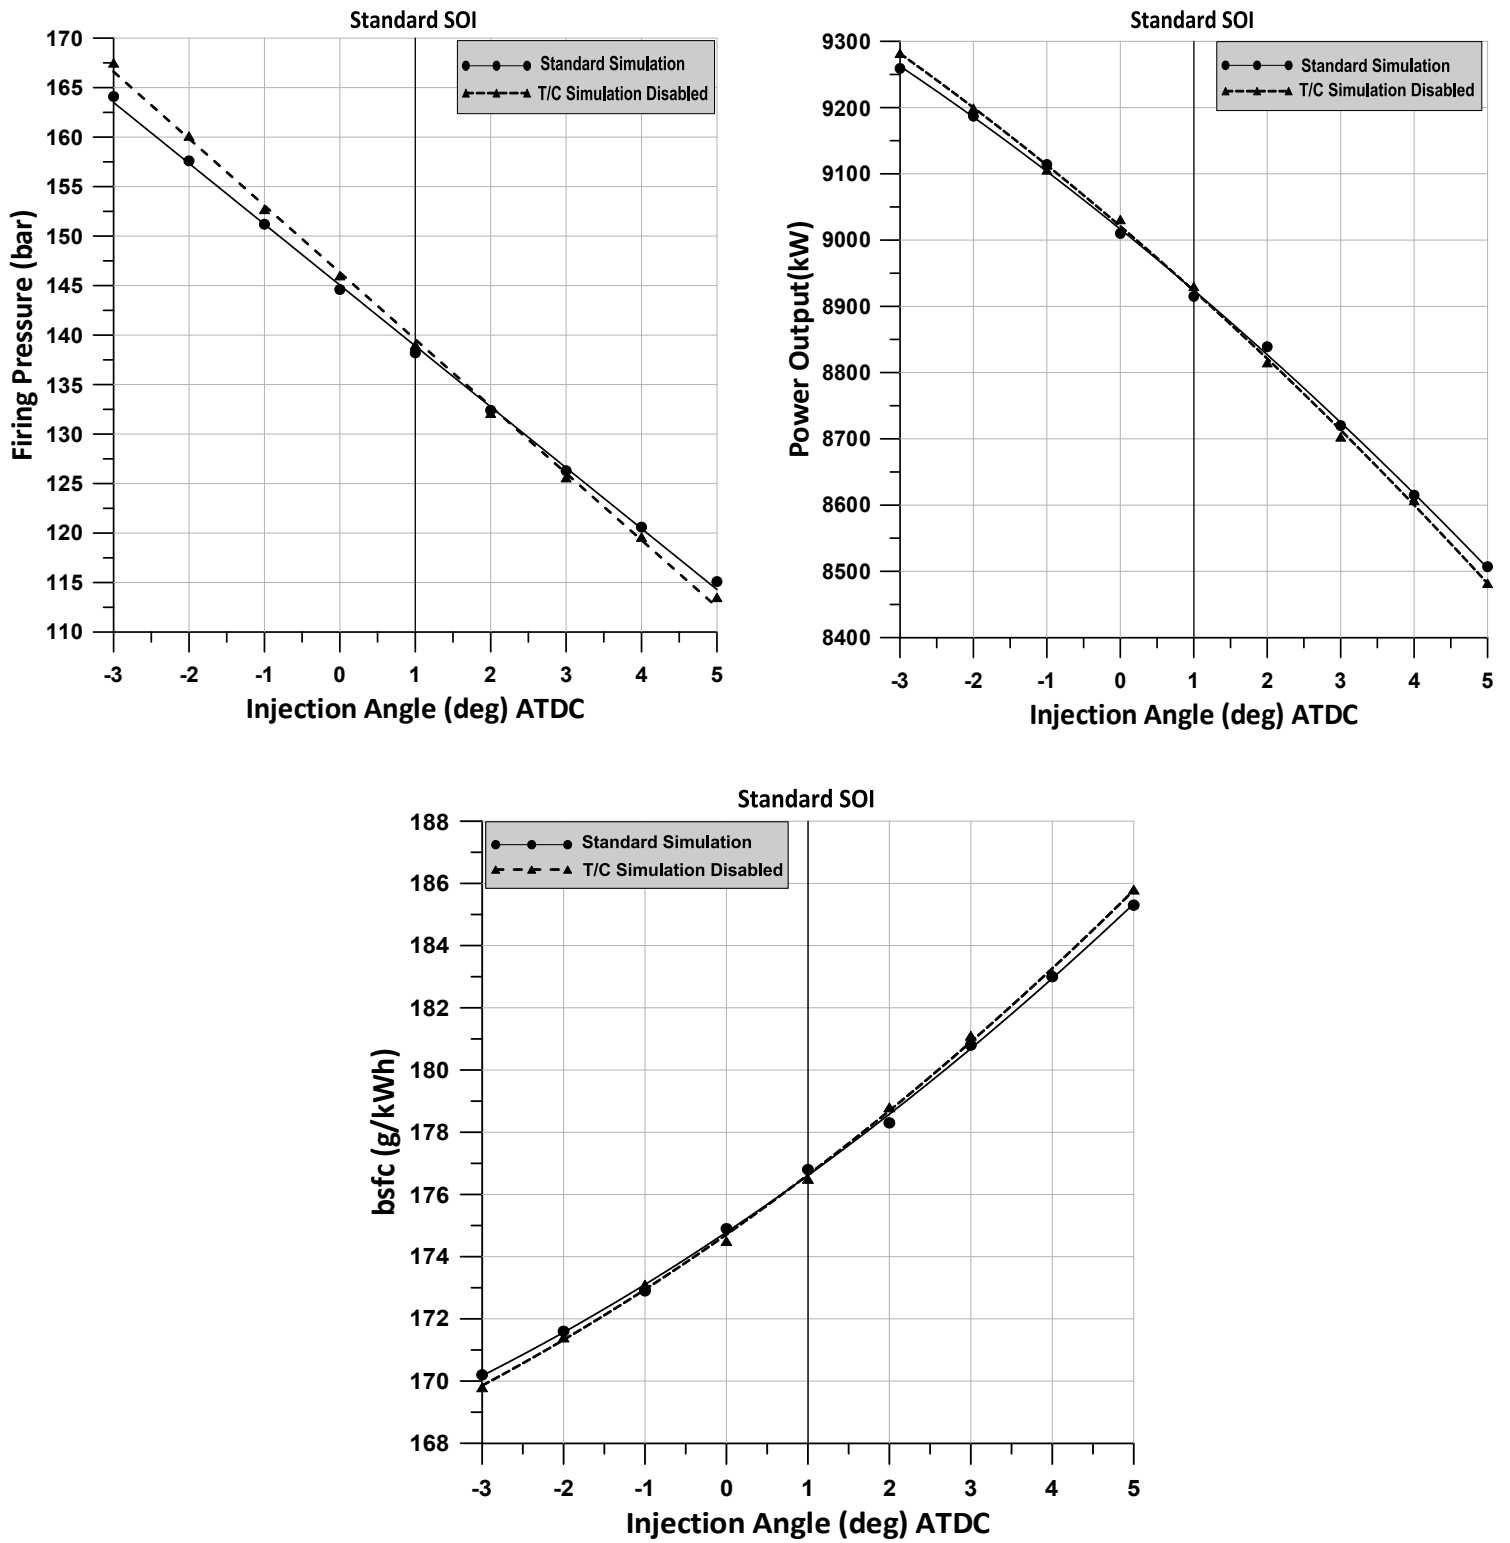 Standard SOI
170
165
160
155
150
145
140
135
130
125
120
115
110
Firing Pressure (bar)
Standard Simulation
T/C Simulation Disabled
-3 -2 -1 0 1 2 3 4 5
Injection Angle (deg) ATDC
Standard SOI
9300
9200
9100
9000
8900
8800
8700
8600
8500
8400
Power Output(kW)
Standard Simulation
T/C Simulation Disabled
-3 -2 -1 0 1 2 3 4 5
Injection Angle (deg) ATDC
Standard SOI
188
186
184
182
180
178
176
174
172
170
168
bsfc (g/kWh)
Standard Simulation
T/C Simulation Disabled
-3 -2 -1 0 1 2 3 4 5
Injection Angle (deg) ATDC